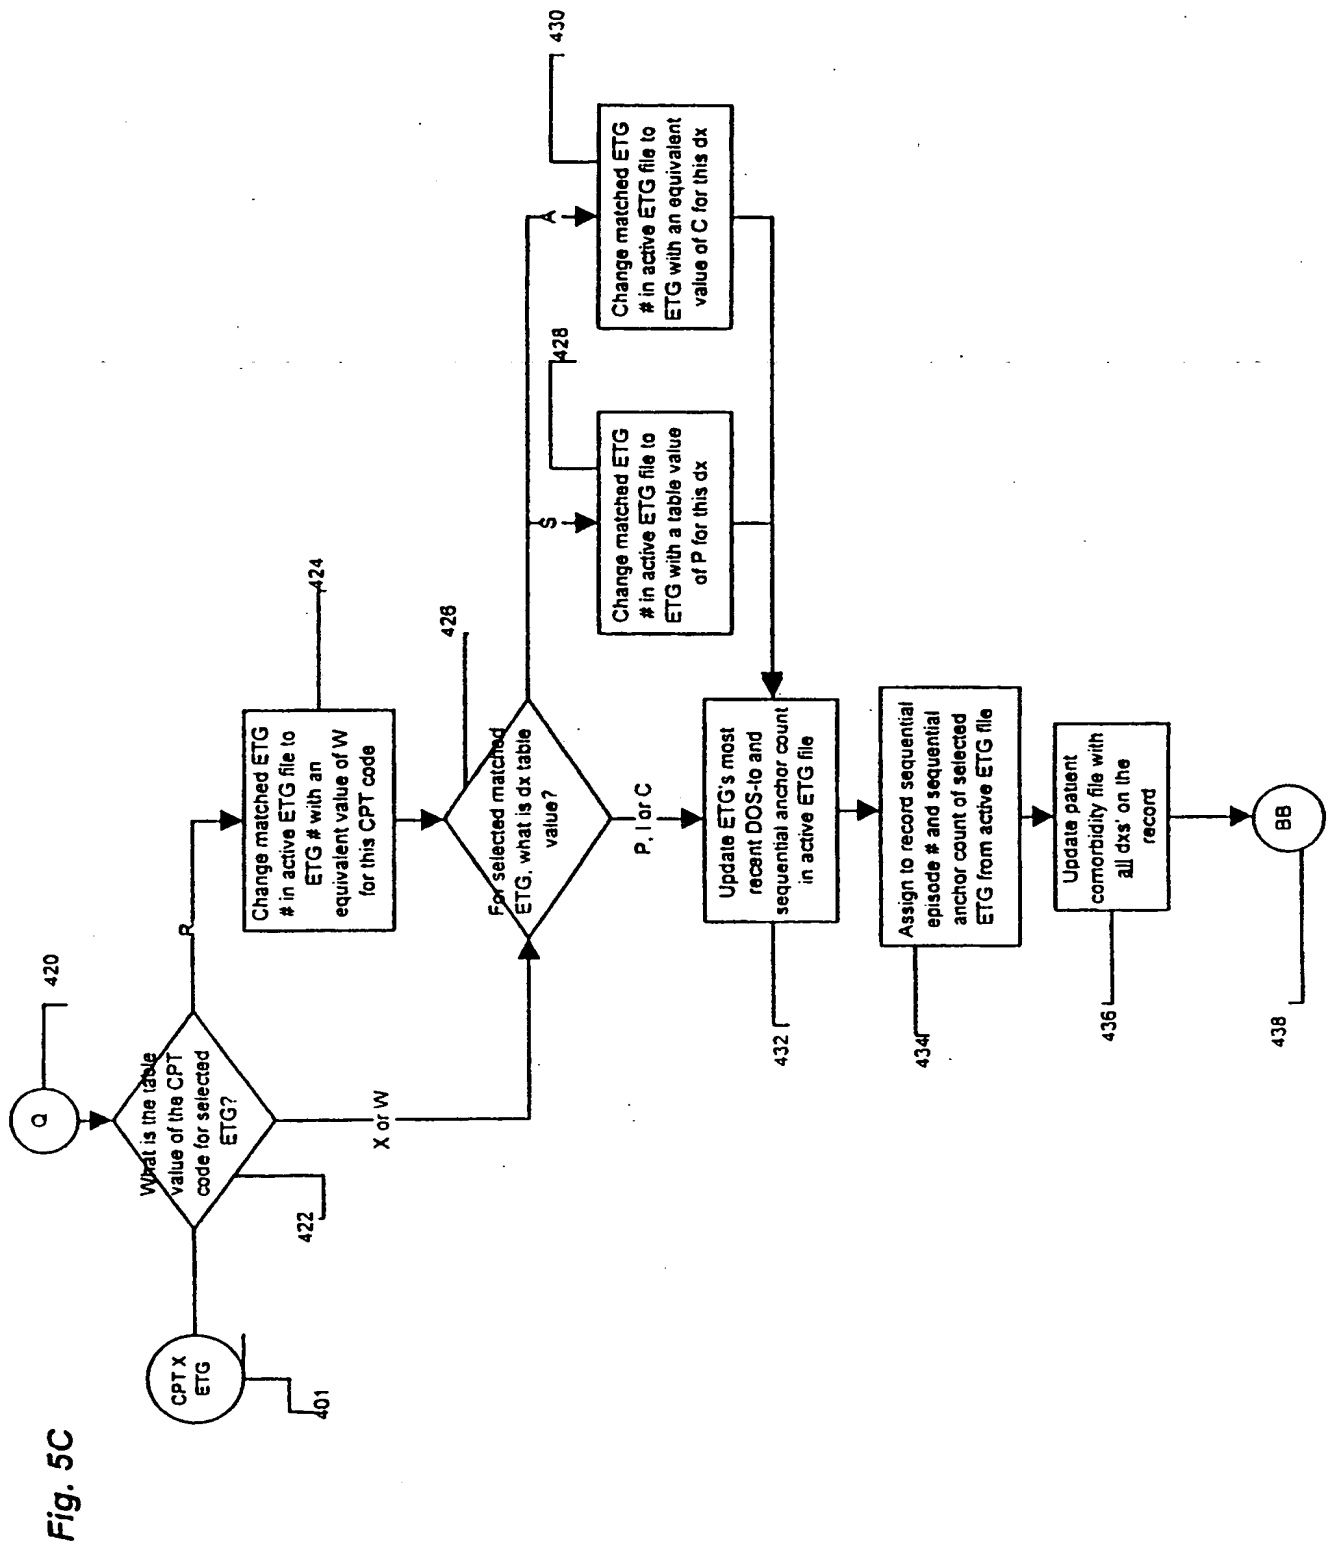 Fig. 5C
Q
420
CPT X
ETG
401
What is the table
value of the CPT
code for selected
ETG?
422
R
X or W
Change matched ETG
# in active ETG file to
ETG # with an
equivalent value of W
for this CPT code
424
For selected matched
ETG, what is dx table
value?
426
S
A
P, I or C
Change matched ETG
# in active ETG file to
ETG with a table value
of P for this dx
428
Change matched ETG
# in active ETG file to
ETG with an equivalent
value of C for this dx
430
Update ETG's most
recent DOS-to and
sequential anchor count
in active ETG file
432
Assign to record sequential
episode # and sequential
anchor count of selected
ETG from active ETG file
434
Update patient
comorbidity file with
all dxs' on the
record
436
BB
438